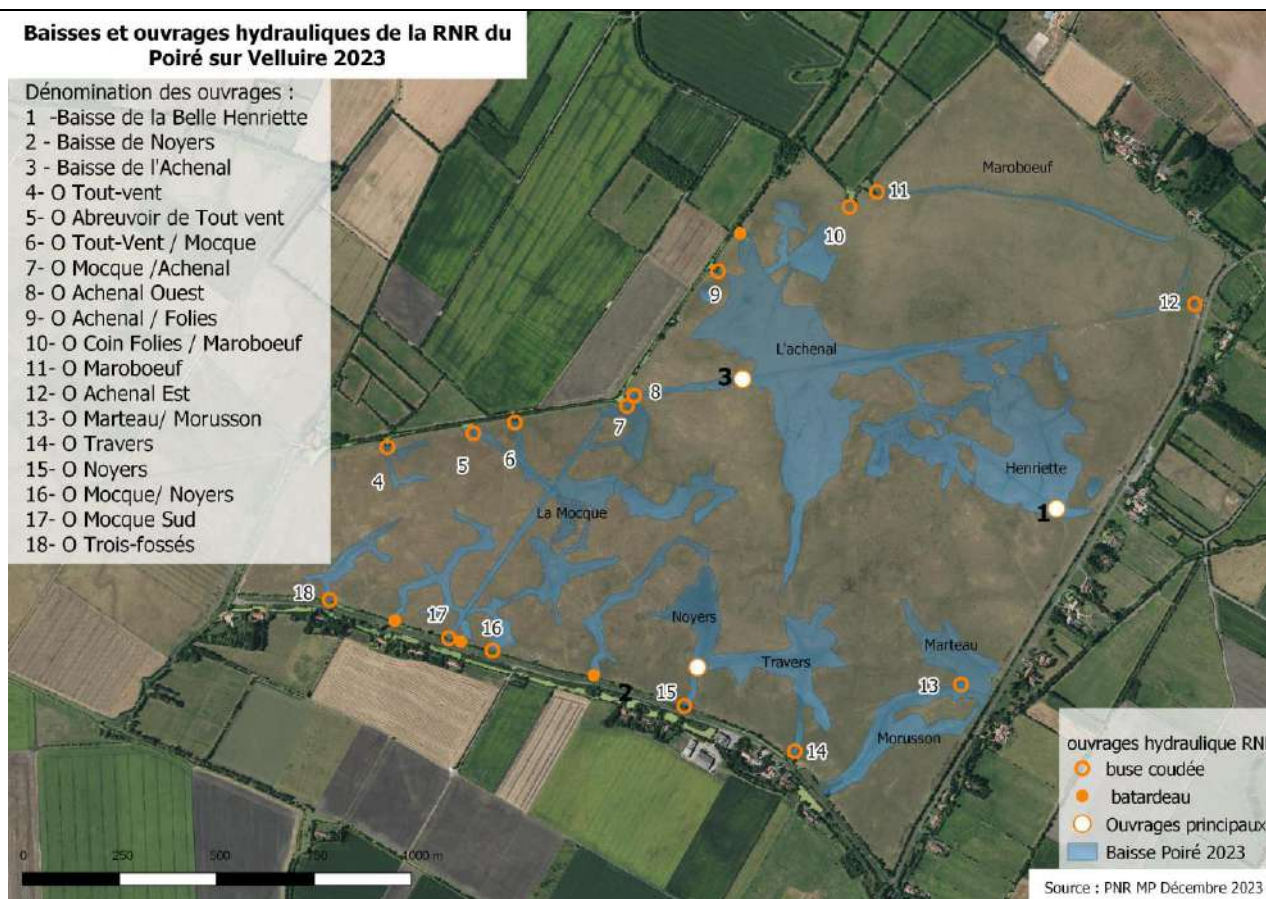 Baisses et ouvrages hydrauliques de la RNR du
Poiré sur Velluire 2023
Dénomination des ouvrages :
1 -Baisse de la Belle Henriette
2 - Baisse de Noyers
3 - Baisse de l'Achenal
4- O Tout-vent
5- O Abreuvoir de Tout vent
6- O Tout-Vent / Mocque
7- O Mocque /Achenal
8- O Achenal Ouest
9- O Achenal / Folies
10- O Coin Folies / Maroboeuf
11- O Maroboeuf
12- O Achenal Est
13- O Marteau/ Morusson
14- O Travers
15- O Noyers
16- O Mocque/ Noyers
17- O Mocque Sud
18- O Trois-fossés
Maroboeuf
11
10
9
12
L'achenal
3
8
7
6
5
4
Henriette
1
La Mocque
18
17
16
Noyers
Travers
Marteau
13
2
15
Morusson
14
ouvrages hydraulique RN
buse coudée
batardeau
Ouvrages principaux
Baisse Poiré 2023
0 250 500 750 1000 m
Source : PNR MP Décembre 2023